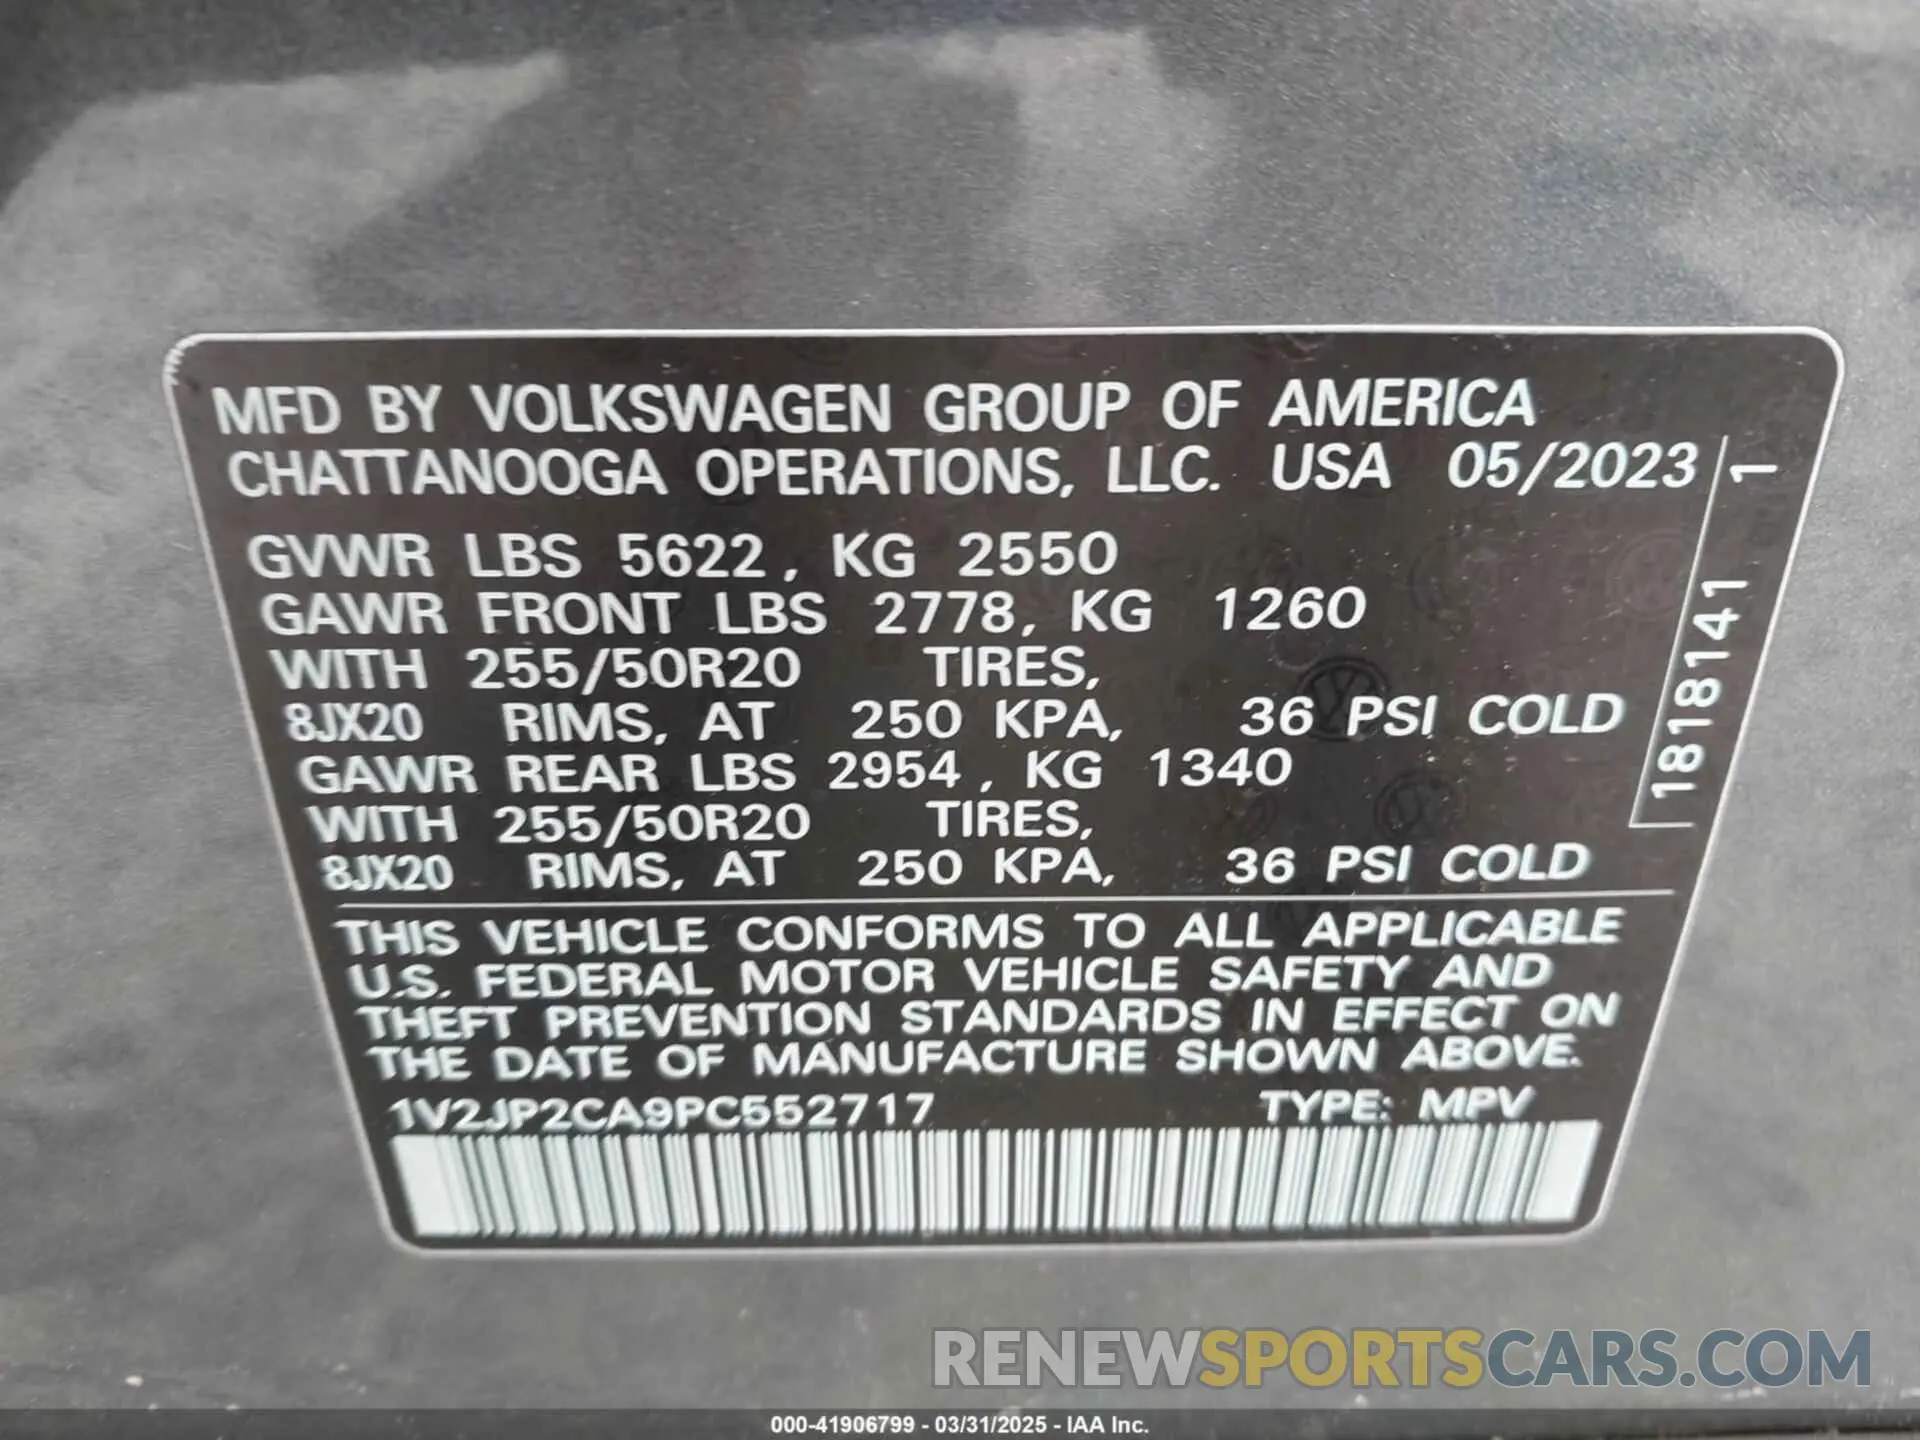 MFD BY VOLKSWAGEN GROUP OF AMERICA
CHATTANOOGA OPERATIONS, LLC. USA 05/2023
GVWR LBS 5622, KG 2550
GAWR FRONT LBS 2778, KG 1260
WITH 255/50R20 TIRES,
8JX20 RIMS, AT 250 KPA, 36 PSI COLD
GAWR REAR LBS 2954, KG 1340
WITH 255/50R20 TIRES,
8JX20 RIMS, AT 250 KPA, 36 PSI COLD
1818141 1
THIS VEHICLE CONFORMS TO ALL APPLICABLE
U.S. FEDERAL MOTOR VEHICLE SAFETY AND
THEFT PREVENTION STANDARDS IN EFFECT ON
THE DATE OF MANUFACTURE SHOWN ABOVE.
1V2JP2CA9PC552717 TYPE: MPV
RENEWSPORTSCARS.COM
000-41906799 - 03/31/2025 - IAA Inc.